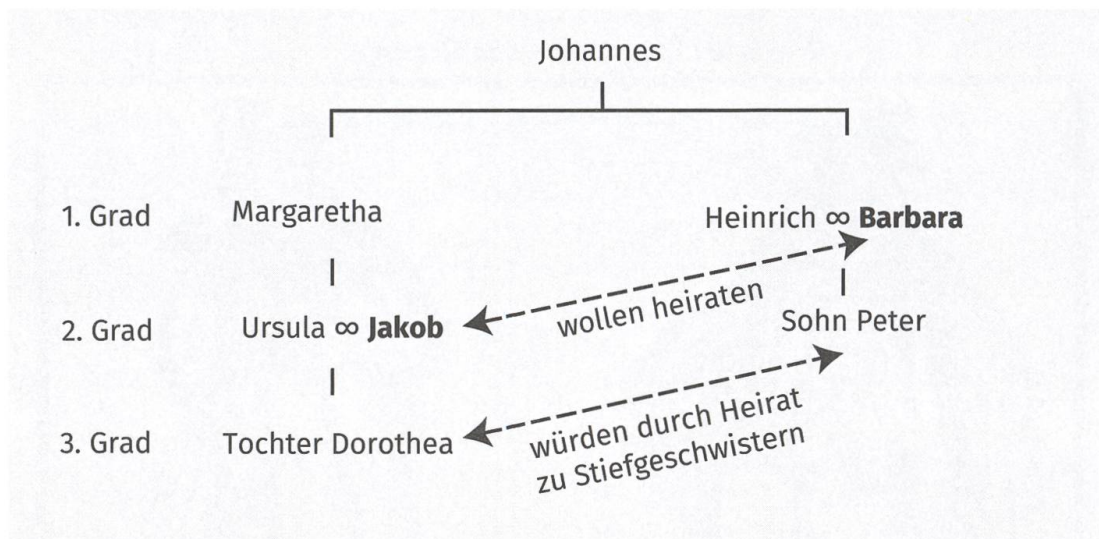 Johannes
1. Grad Margaretha Heinrich ∞ Barbara
wollen heiraten
2. Grad Ursula ∞ Jakob Sohn Peter
würden durch Heirat
zu Stiefgeschwistern
3. Grad Tochter Dorothea